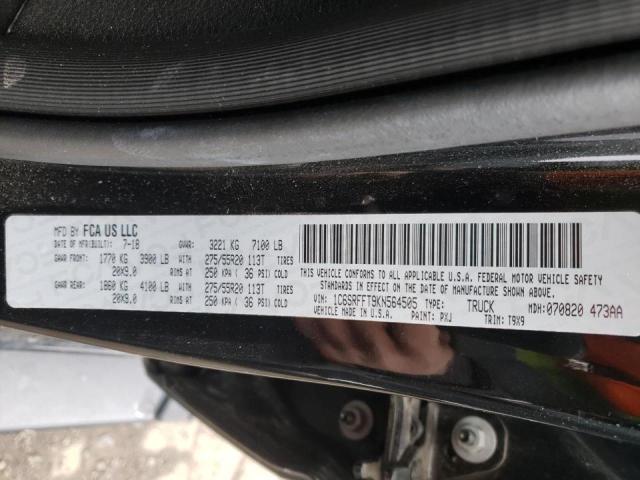 MFD BY FCA US LLC
DATE OF MFR(BUILT): 7-18 GVWR: 3221 KG 7100 LB
GAWR FRONT: 1770 KG 3900 LB WITH 275/55R20 113T TIRES
20X9.0 RIMS AT 250 KPA ( 36 PSI) COLD
GAWR REAR: 1860 KG 4100 LB WITH 275/55R20 113T TIRES
20X9.0 RIMS AT 250 KPA ( 36 PSI) COLD
THIS VEHICLE CONFORMS TO ALL APPLICABLE U.S.A. FEDERAL MOTOR VEHICLE SAFETY
STANDARDS IN EFFECT ON THE DATE OF MANUFACTURE SHOWN ABOVE.
VIN: 1C6SRFFT9KN564505 TYPE: TRUCK MDH: 070820 473AA
VEHICLE MADE IN U.S.A. PAINT: PXJ TRIM: T9X9